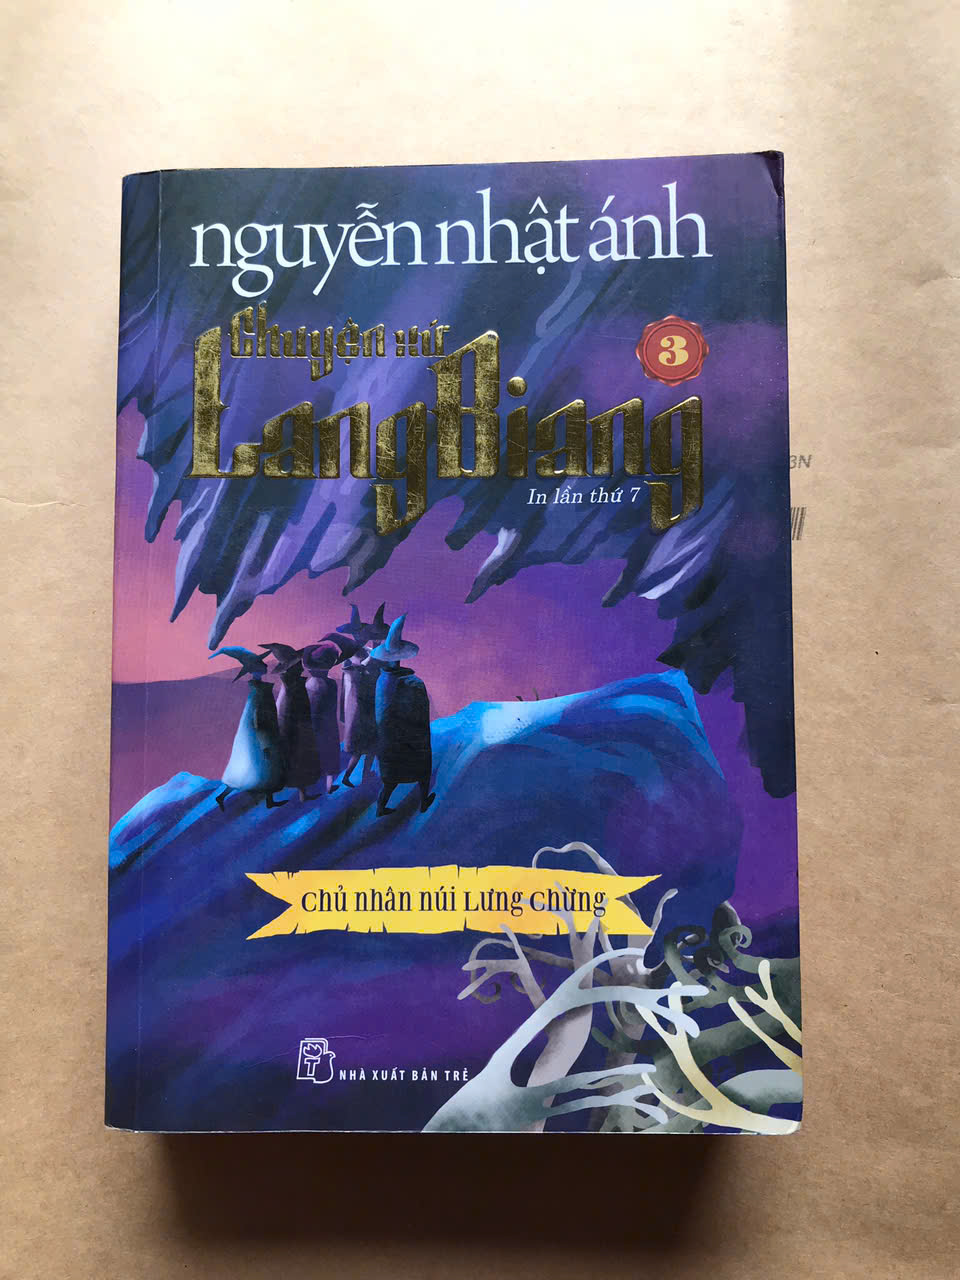 nguyễn nhật ánh
Chuyện xứ
LangBiang
3
In lần thứ 7
Chủ nhân núi Lưng Chừng
NHÀ XUẤT BẢN TRẺ
3N